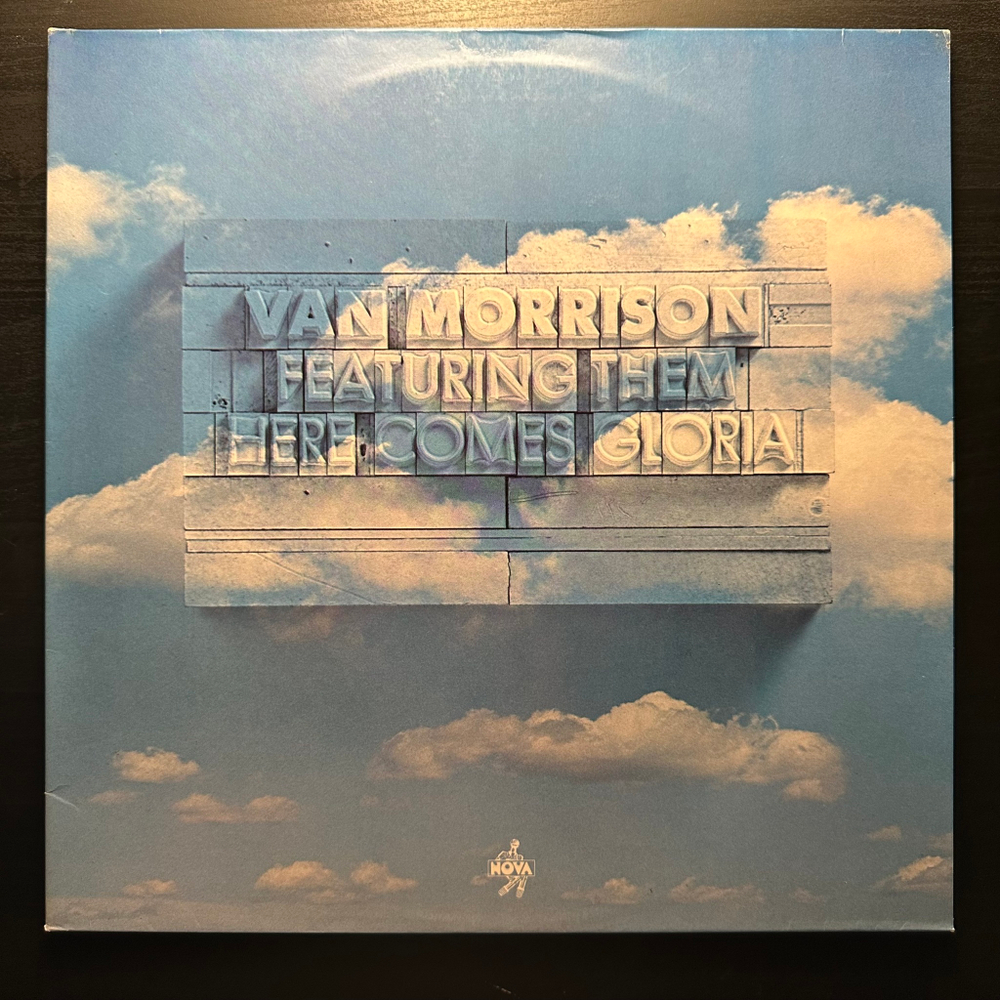 VAN MORRISON
FEATURING THEM
HERE COMES GLORIA
NOVA